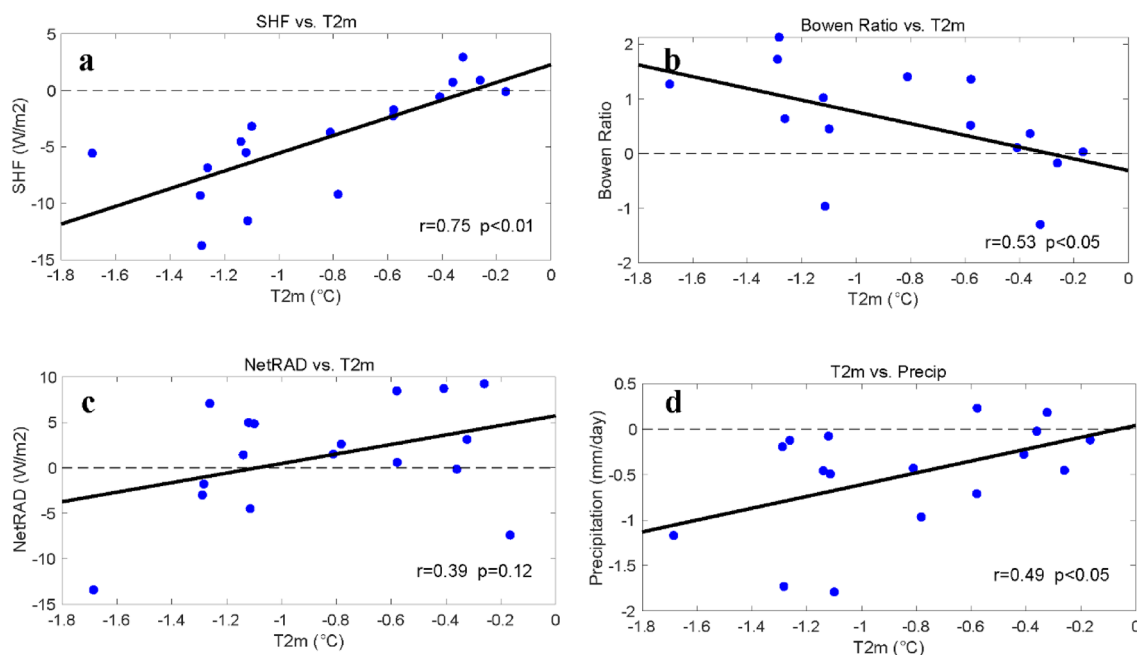 SHF vs. T2m
a
5
0
-5
-10
-15
SHF (W/m2)
r=0.75 p<0.01
-1.8 -1.6 -1.4 -1.2 -1 -0.8 -0.6 -0.4 -0.2 0
T2m (°C)
Bowen Ratio vs. T2m
b
2
1
0
-1
-2
Bowen Ratio
r=0.53 p<0.05
-1.8 -1.6 -1.4 -1.2 -1 -0.8 -0.6 -0.4 -0.2 0
T2m (°C)
NetRAD vs. T2m
c
10
5
0
-5
-10
-15
NetRAD (W/m2)
r=0.39 p=0.12
-1.8 -1.6 -1.4 -1.2 -1 -0.8 -0.6 -0.4 -0.2 0
T2m (°C)
T2m vs. Precip
d
0.5
0
-0.5
-1
-1.5
-2
Precipitation (mm/day)
r=0.49 p<0.05
-1.8 -1.6 -1.4 -1.2 -1 -0.8 -0.6 -0.4 -0.2 0
T2m (°C)